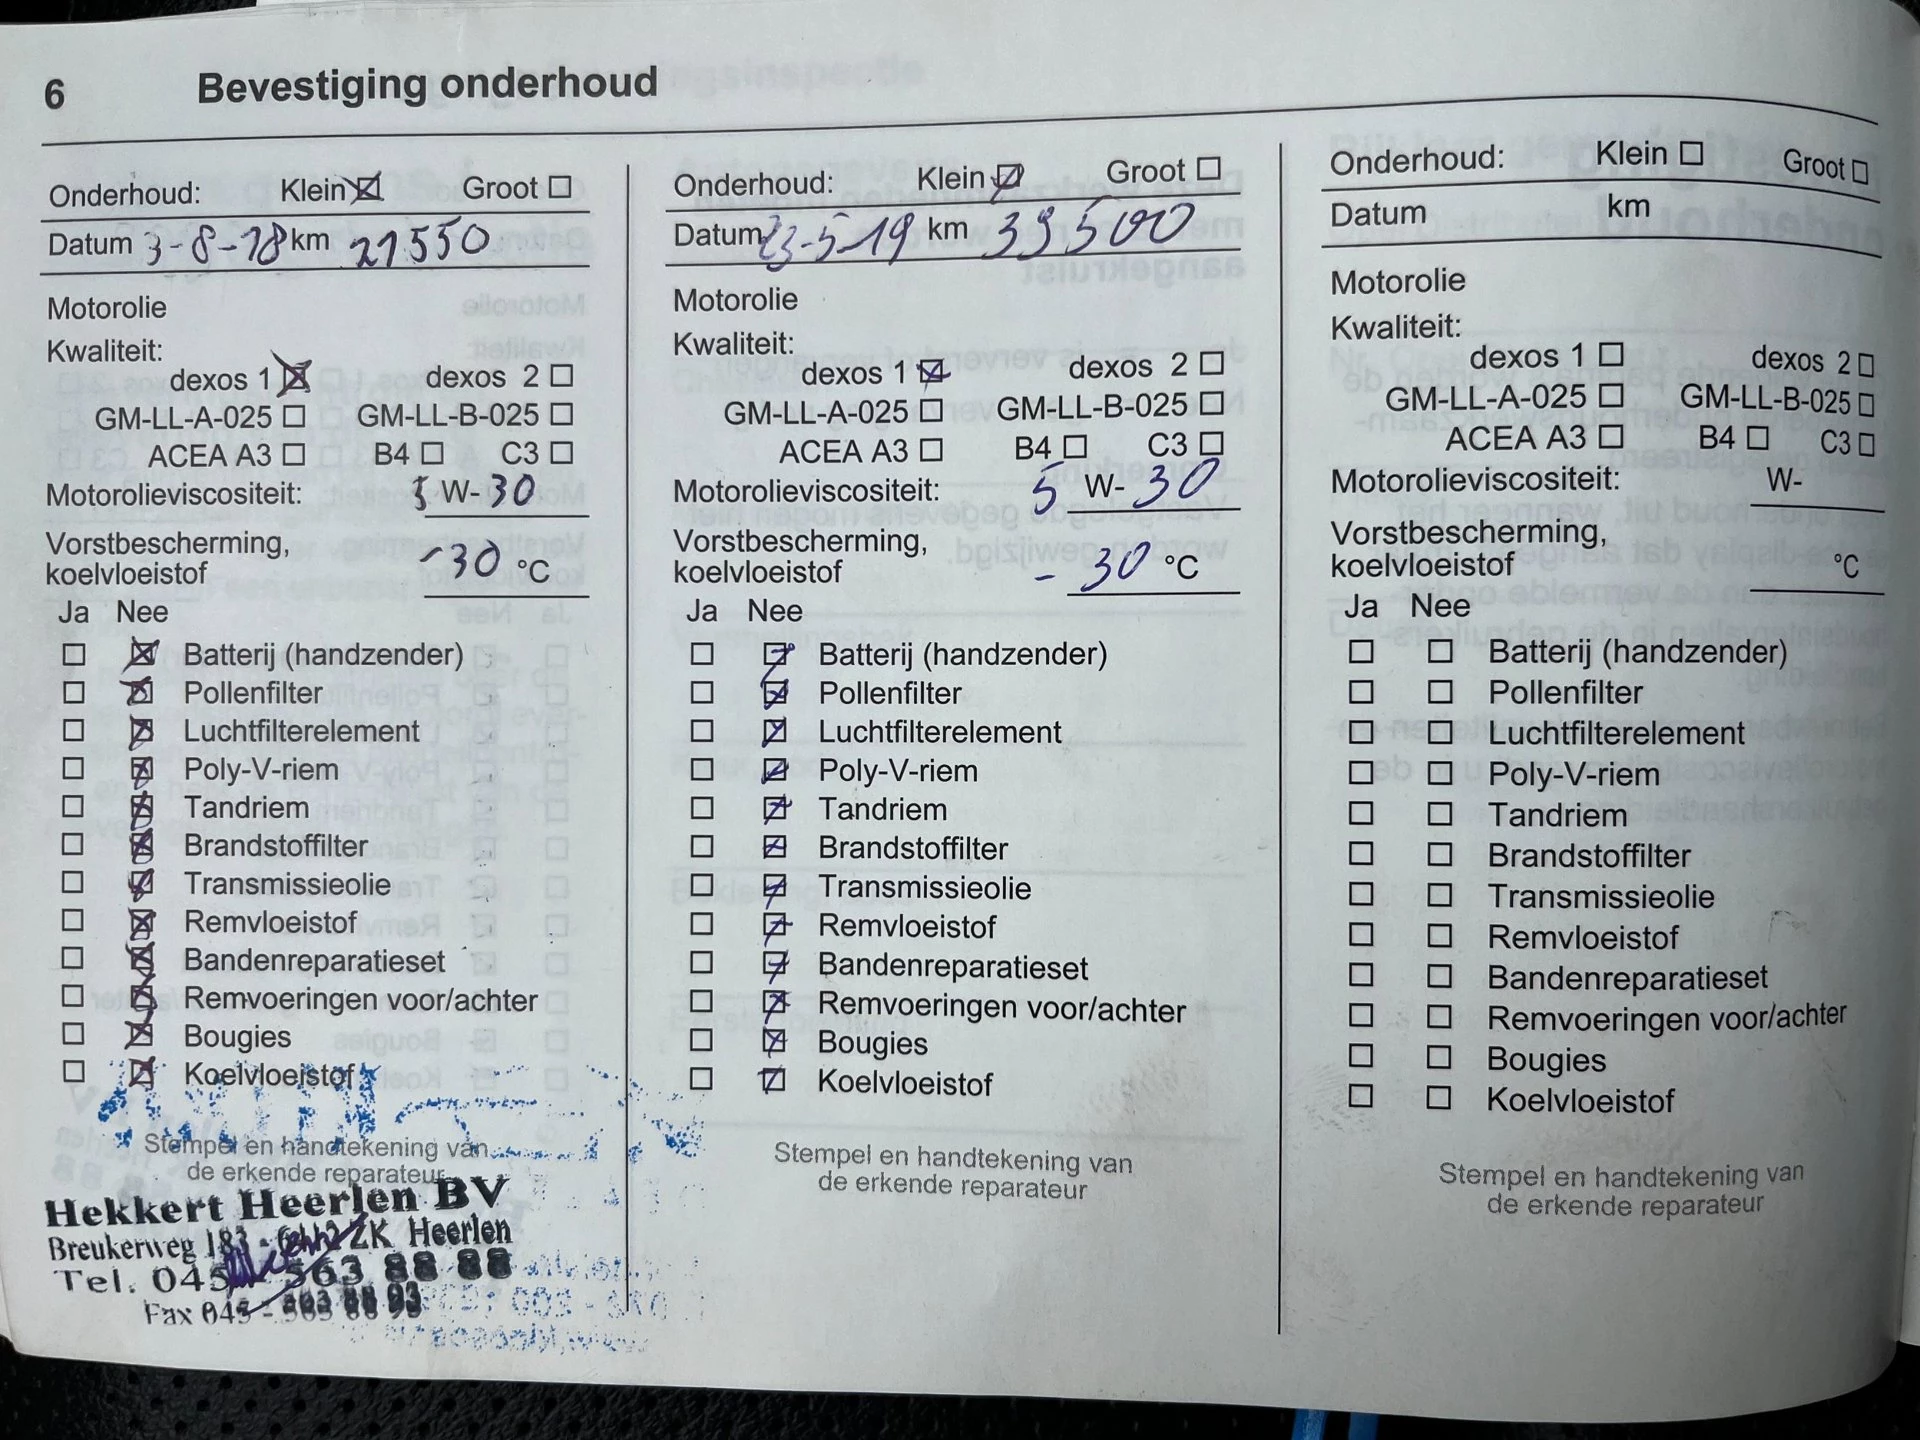 6 Bevestiging onderhoud
Onderhoud: Klein ☒ Groot ☐
Datum 3-8-18 km 21550
Motorolie
Kwaliteit:
dexos 1 ☒ dexos 2 ☐
GM-LL-A-025 ☐ GM-LL-B-025 ☐
ACEA A3 ☐ B4 ☐ C3 ☐
Motorolieviscositeit: 5 W-30
Vorstbescherming,
koelvloeistof -30 °C
Ja Nee
☐ ☒ Batterij (handzender)
☐ ☒ Pollenfilter
☐ ☒ Luchtfilterelement
☐ ☒ Poly-V-riem
☐ ☒ Tandriem
☐ ☒ Brandstoffilter
☐ ☒ Transmissieolie
☐ ☒ Remvloeistof
☐ ☒ Bandenreparatieset
☐ ☒ Remvoeringen voor/achter
☐ ☒ Bougies
☐ ☒ Koelvloeistof
Stempel en handtekening van
de erkende reparateur
Hekkert Heerlen BV
Breukerweg 183 - ZK Heerlen
Tel. 045 563 88 88
Fax 045 -
Onderhoud: Klein ☒ Groot ☐
Datum 23-5-19 km 39500
Motorolie
Kwaliteit:
dexos 1 ☒ dexos 2 ☐
GM-LL-A-025 ☐ GM-LL-B-025 ☐
ACEA A3 ☐ B4 ☐ C3 ☐
Motorolieviscositeit: 5 W-30
Vorstbescherming,
koelvloeistof -30 °C
Ja Nee
☐ ☒ Batterij (handzender)
☐ ☒ Pollenfilter
☐ ☒ Luchtfilterelement
☐ ☒ Poly-V-riem
☐ ☒ Tandriem
☐ ☒ Brandstoffilter
☐ ☒ Transmissieolie
☐ ☒ Remvloeistof
☐ ☒ Bandenreparatieset
☐ ☒ Remvoeringen voor/achter
☐ ☒ Bougies
☐ ☒ Koelvloeistof
Stempel en handtekening van
de erkende reparateur
Onderhoud: Klein ☐ Groot ☐
Datum km
Motorolie
Kwaliteit:
dexos 1 ☐ dexos 2 ☐
GM-LL-A-025 ☐ GM-LL-B-025 ☐
ACEA A3 ☐ B4 ☐ C3 ☐
Motorolieviscositeit: W-
Vorstbescherming,
koelvloeistof °C
Ja Nee
☐ ☐ Batterij (handzender)
☐ ☐ Pollenfilter
☐ ☐ Luchtfilterelement
☐ ☐ Poly-V-riem
☐ ☐ Tandriem
☐ ☐ Brandstoffilter
☐ ☐ Transmissieolie
☐ ☐ Remvloeistof
☐ ☐ Bandenreparatieset
☐ ☐ Remvoeringen voor/achter
☐ ☐ Bougies
☐ ☐ Koelvloeistof
Stempel en handtekening van
de erkende reparateur